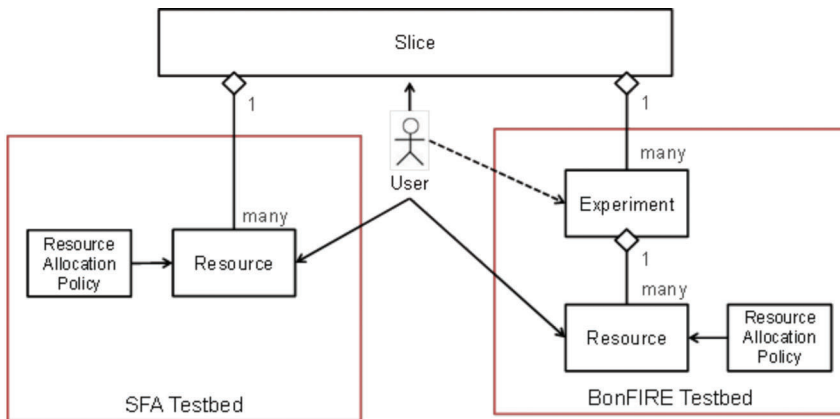 Slice
1
1
User
many
Experiment
many
1
Resource
Allocation
Policy
Resource
many
Resource
Resource
Allocation
Policy
SFA Testbed
BonFIRE Testbed